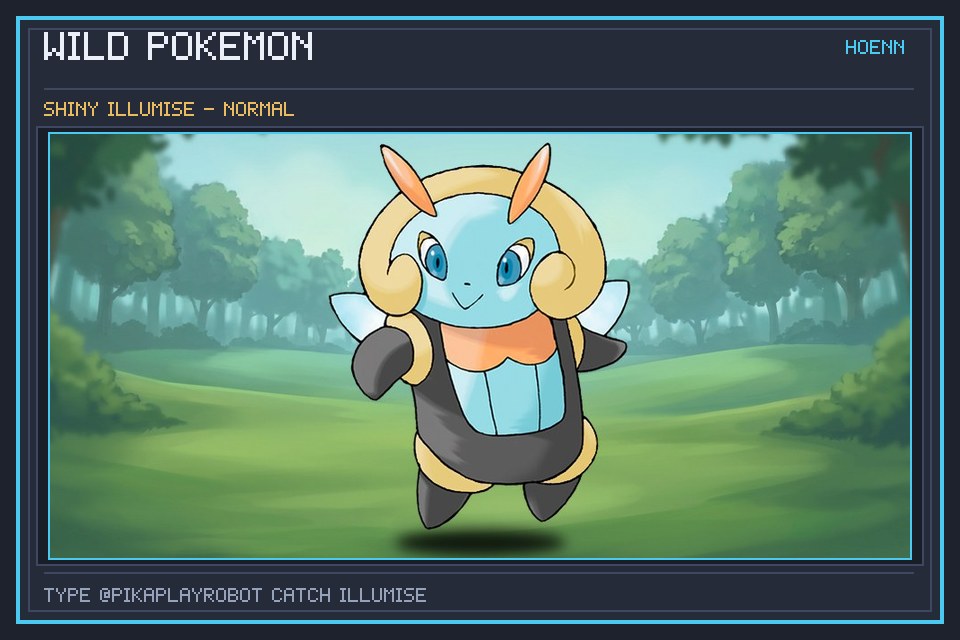 WILD POKEMON
HOENN
SHINY ILLUMISE - NORMAL
TYPE @PIKAPLAYROBOT CATCH ILLUMISE